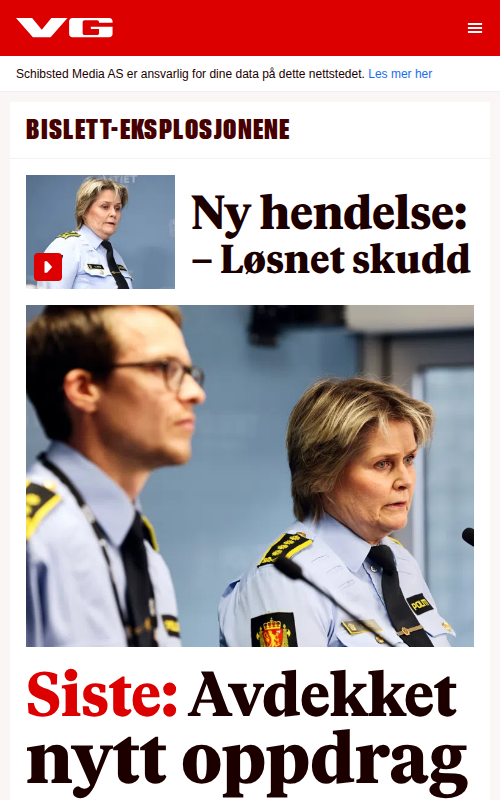 VG
Schibsted Media AS er ansvarlig for dine data på dette nettstedet. Les mer her
BISLETT-EKSPLOSJONENE
Ny hendelse:
– Løsnet skudd
POLITI
Siste: Avdekket
nytt oppdrag